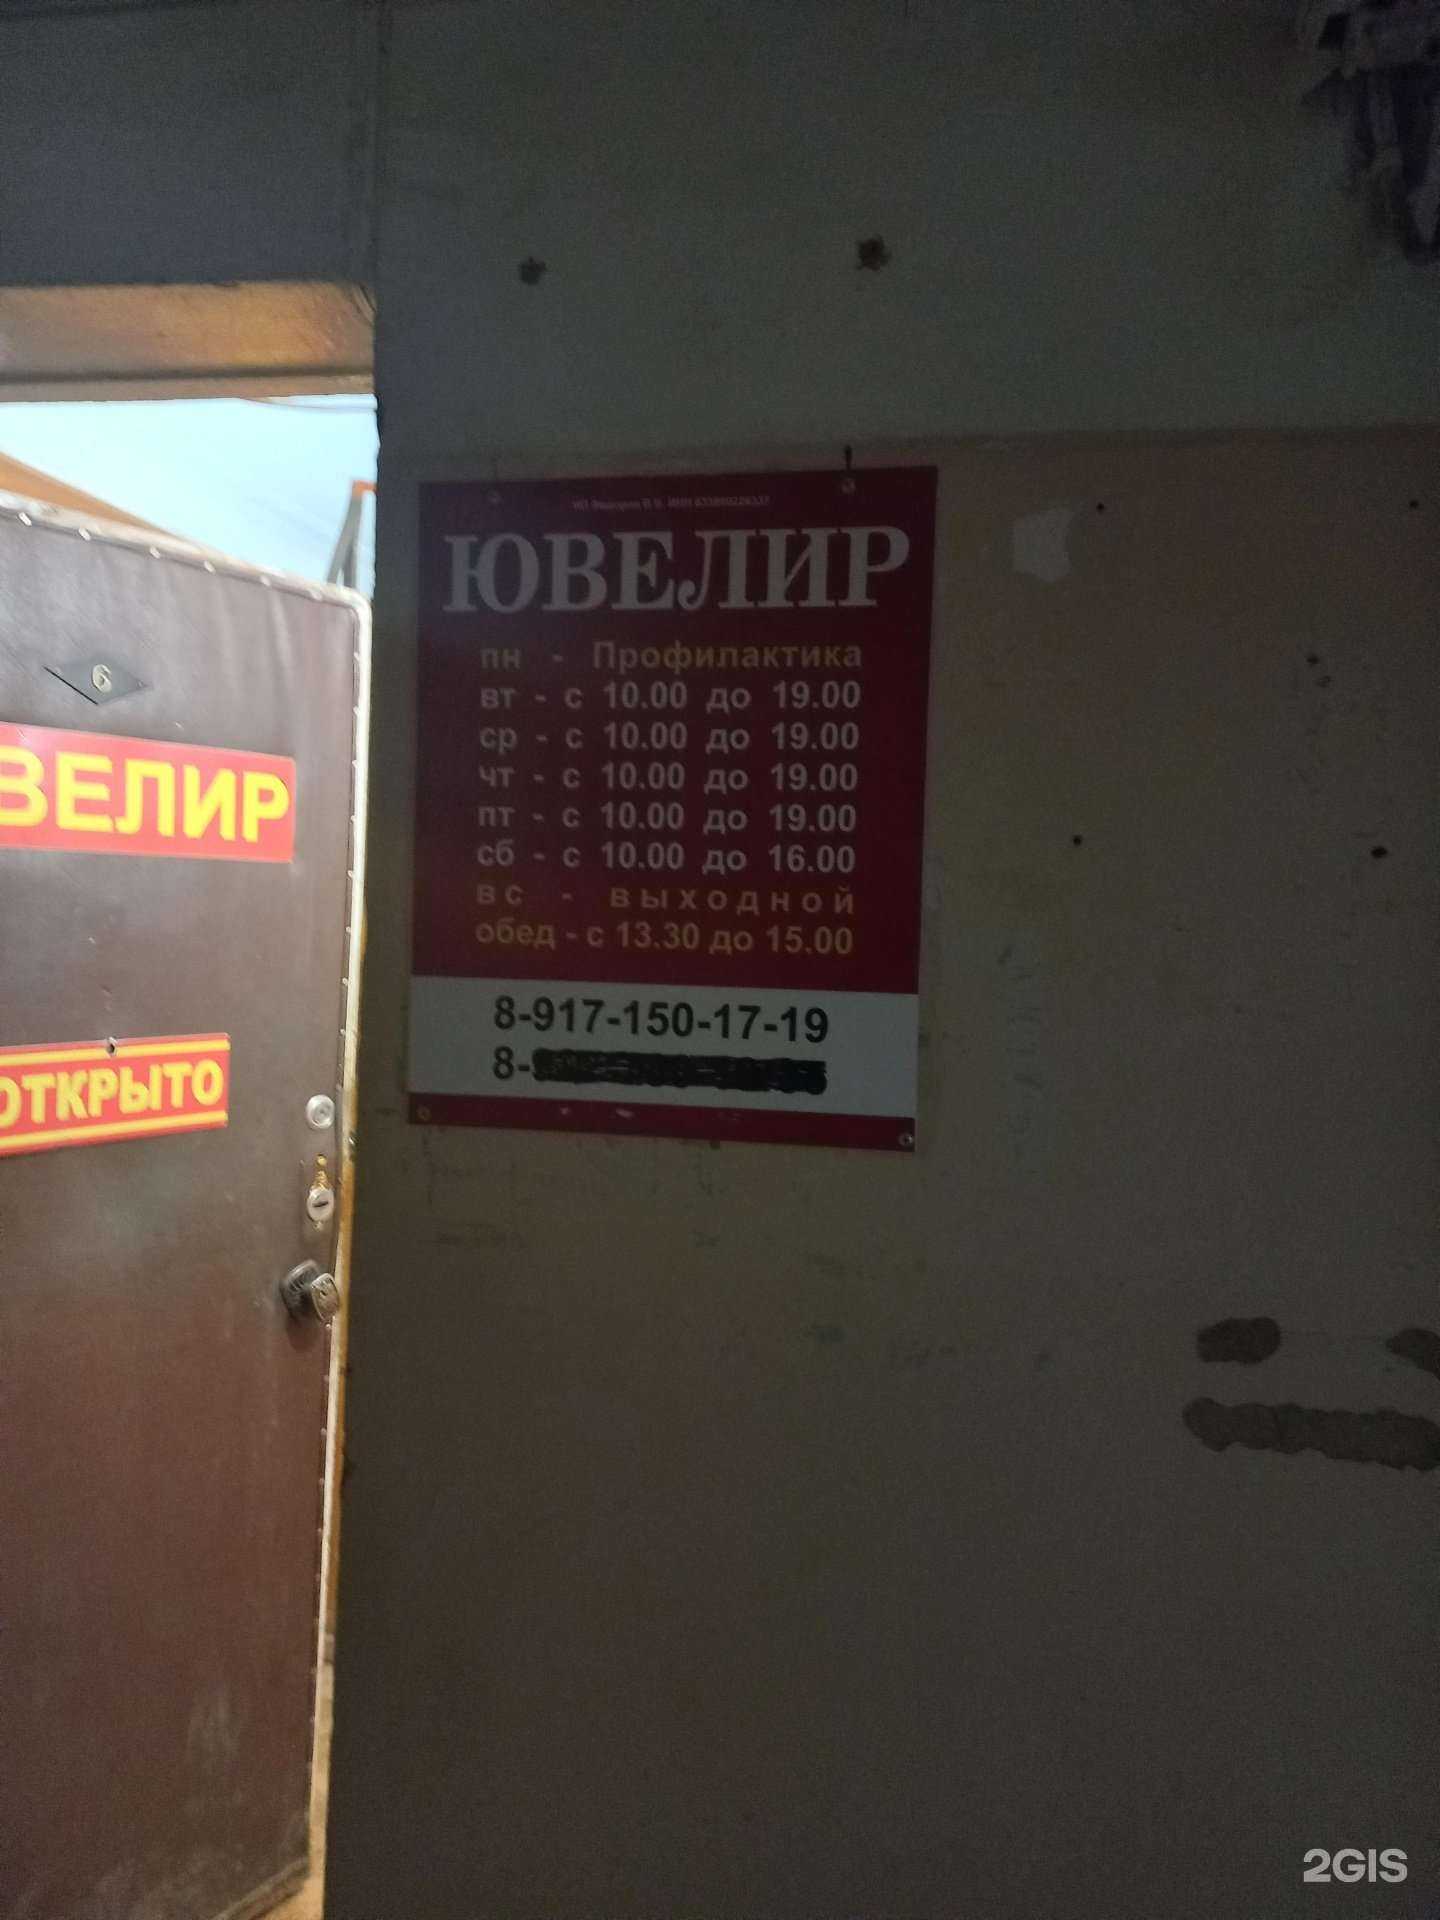 ЮВЕЛИР
пн - Профилактика
вт - с 10.00 до 19.00
ср - с 10.00 до 19.00
чт - с 10.00 до 19.00
пт - с 10.00 до 19.00
сб - с 10.00 до 16.00
вс - выходной
обед - с 13.30 до 15.00
8-917-150-17-19
8-
6
ВЕЛИР
ОТКРЫТО
2GIS